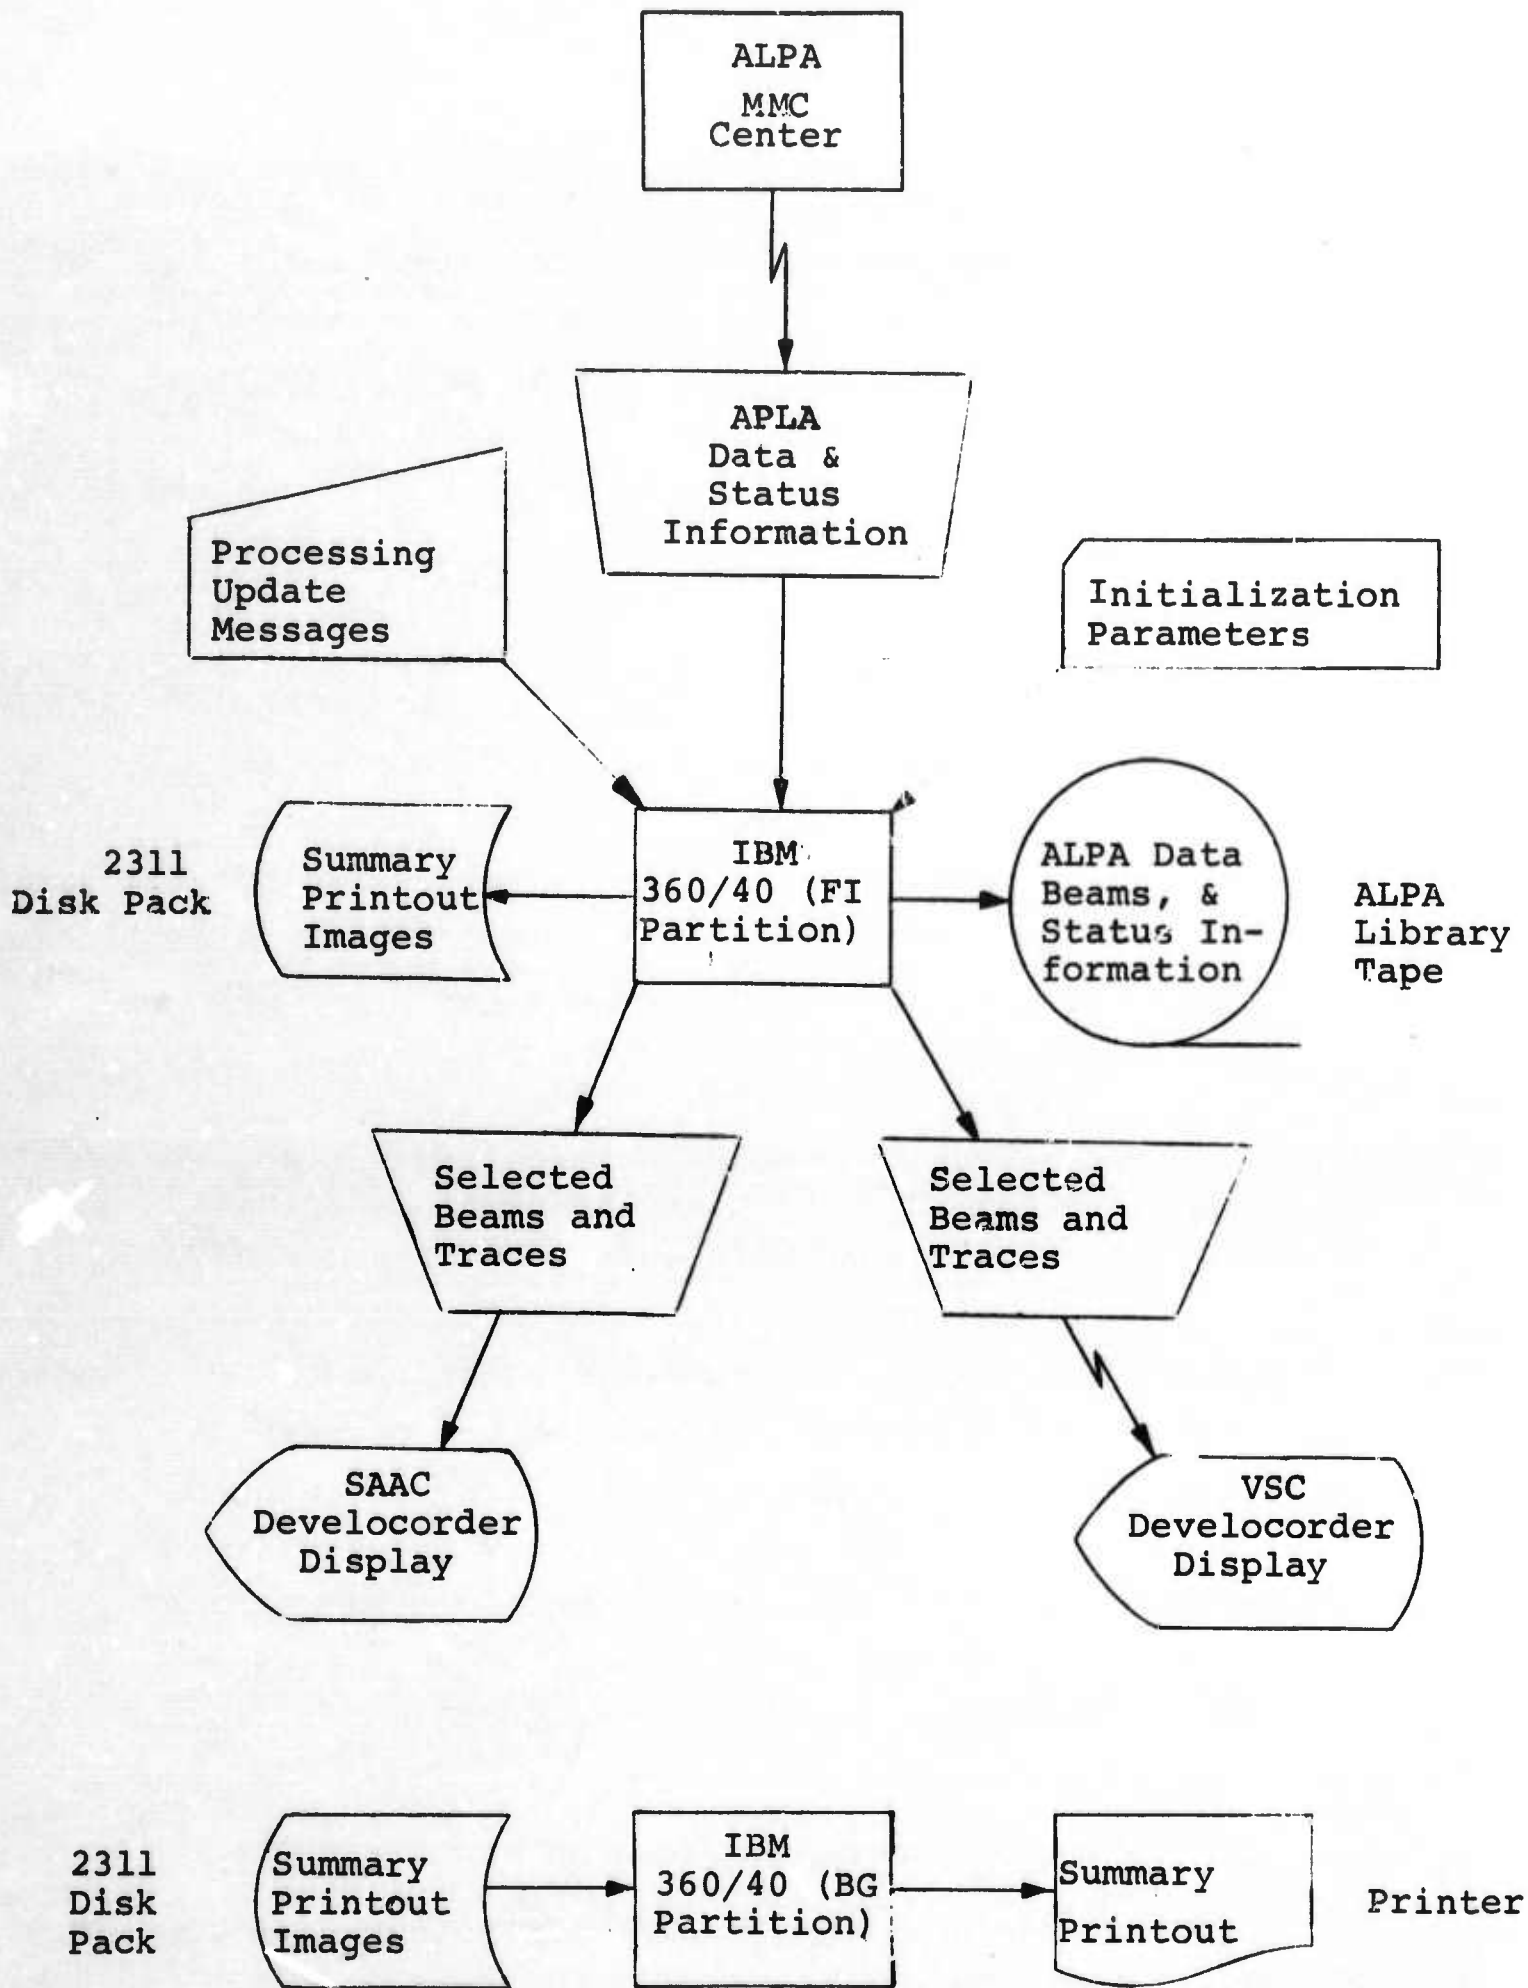 ALPA
MMC
Center
APLA
Data &
Status
Information
Processing
Update
Messages
Initialization
Parameters
2311
Disk Pack
Summary
Printout
Images
IBM
360/40 (FI
Partition)
ALPA Data
Beams, &
Status In-
formation
ALPA
Library
Tape
Selected
Beams and
Traces
Selected
Beams and
Traces
SAAC
Develocorder
Display
VSC
Develocorder
Display
2311
Disk
Pack
Summary
Printout
Images
IBM
360/40 (BG
Partition)
Summary
Printout
Printer